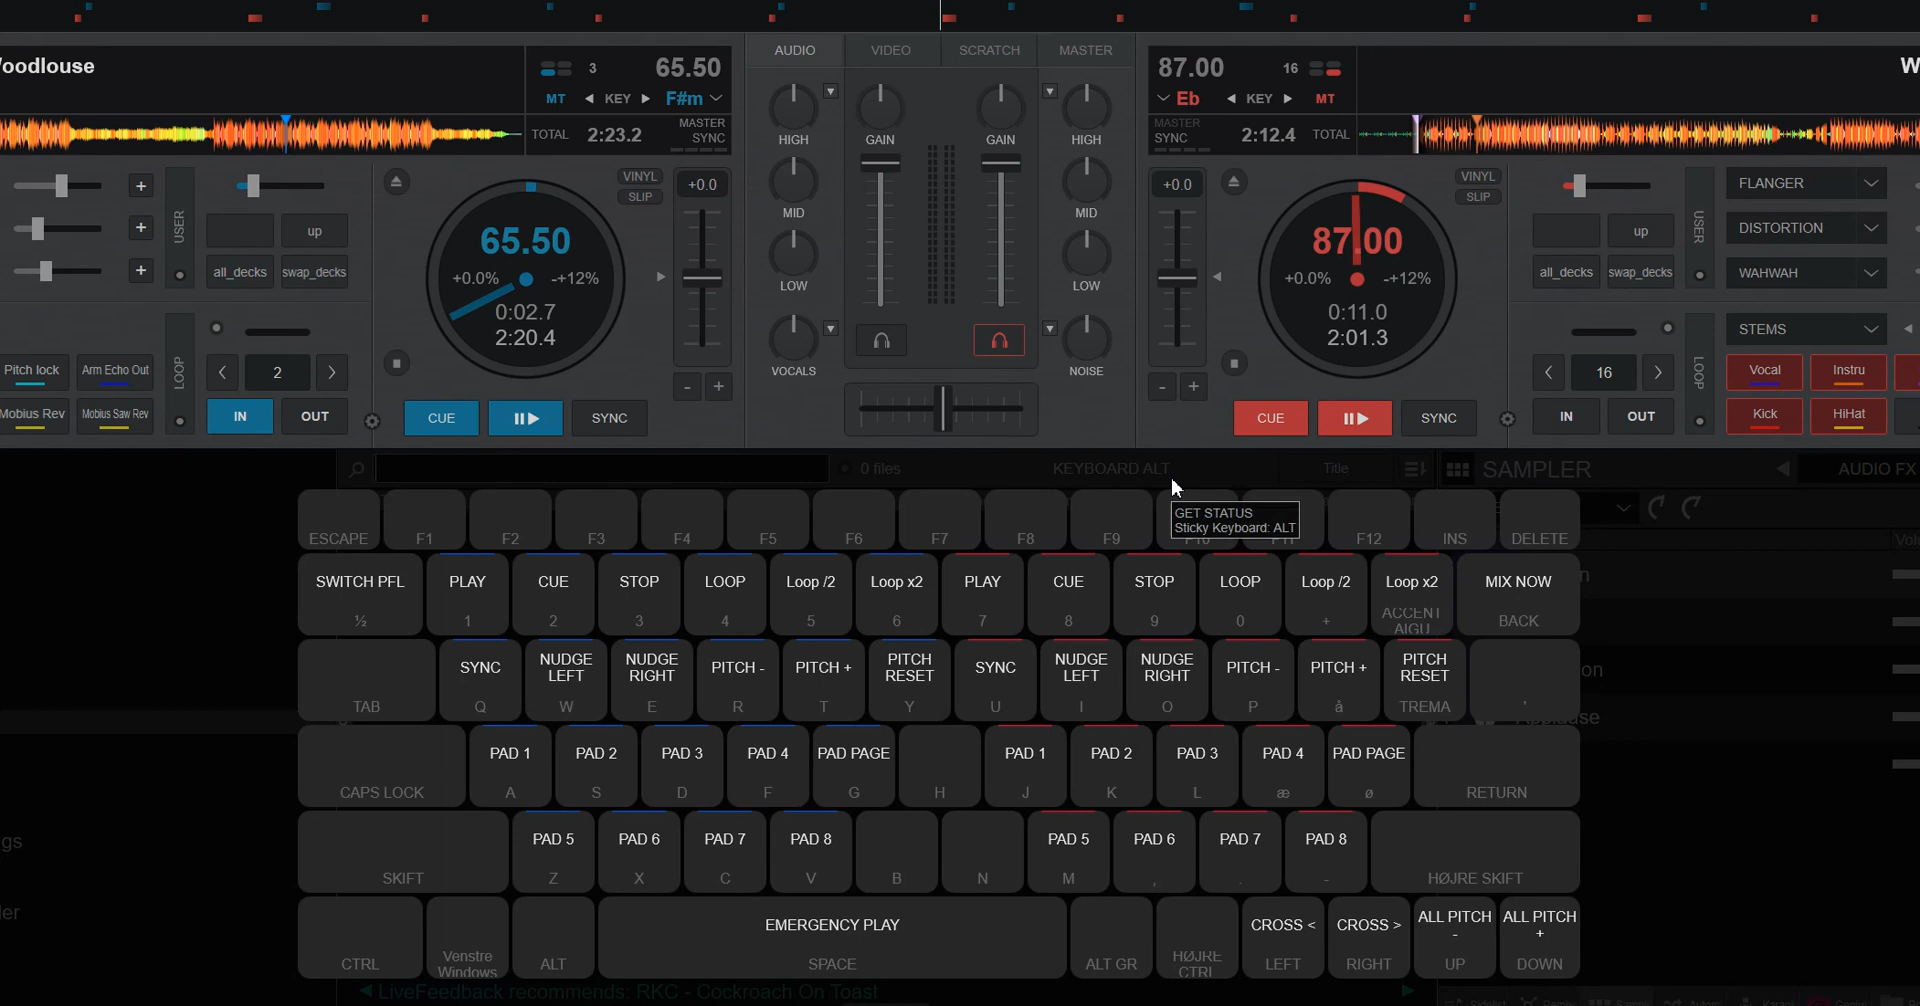 oodlouse
3
65.50
MT
KEY
F#m
TOTAL 2:23.2
MASTER
SYNC
AUDIO
VIDEO
SCRATCH
MASTER
HIGH
GAIN
GAIN
HIGH
MID
MID
LOW
LOW
VOCALS
NOISE
87.00
16
Eb
KEY
MT
MASTER
SYNC
2:12.4 TOTAL
W
+
+
+
USER
up
all_decks
swap_decks
VINYL
SLIP
65.50
+0.0%
-+12%
0:02.7
2:20.4
+0.0
-
+
Pitch lock
Arm Echo Out
Mobius Rev
Mobius Saw Rev
LOOP
2
IN
OUT
CUE
SYNC
+0.0
-
+
VINYL
SLIP
87.00
+0.0%
-+12%
0:11.0
2:01.3
CUE
SYNC
up
all_decks
swap_decks
USER
FLANGER
DISTORTION
WAHWAH
16
IN
OUT
LOOP
STEMS
Vocal
Instru
Kick
HiHat
0 files
KEYBOARD ALT
Title
SAMPLER
AUDIO FX
GET STATUS
Sticky Keyboard: ALT
ESCAPE
F1
F2
F3
F4
F5
F6
F7
F8
F9
F10
F11
F12
INS
DELETE
SWITCH PFL
PLAY
CUE
STOP
LOOP
Loop /2
Loop x2
PLAY
CUE
STOP
LOOP
Loop /2
Loop x2
MIX NOW
½
1
2
3
4
5
6
7
8
9
0
+
ACCENT
AIGU
BACK
SYNC
NUDGE
LEFT
NUDGE
RIGHT
PITCH -
PITCH +
PITCH
RESET
SYNC
NUDGE
LEFT
NUDGE
RIGHT
PITCH -
PITCH +
PITCH
RESET
TAB
Q
W
E
R
T
Y
U
I
O
P
å
TREMA
'
PAD 1
PAD 2
PAD 3
PAD 4
PAD PAGE
PAD 1
PAD 2
PAD 3
PAD 4
PAD PAGE
CAPS LOCK
A
S
D
F
G
H
J
K
L
æ
ø
RETURN
PAD 5
PAD 6
PAD 7
PAD 8
PAD 5
PAD 6
PAD 7
PAD 8
SKIFT
Z
X
C
V
B
N
M
,
.
-
HØJRE SKIFT
EMERGENCY PLAY
CROSS <
CROSS >
ALL PITCH
-
ALL PITCH
+
CTRL
Venstre
Windows
ALT
SPACE
ALT GR
HØJRE
CTRL
LEFT
RIGHT
UP
DOWN
LiveFeedback recommends: RKC - Cockroach On Toast